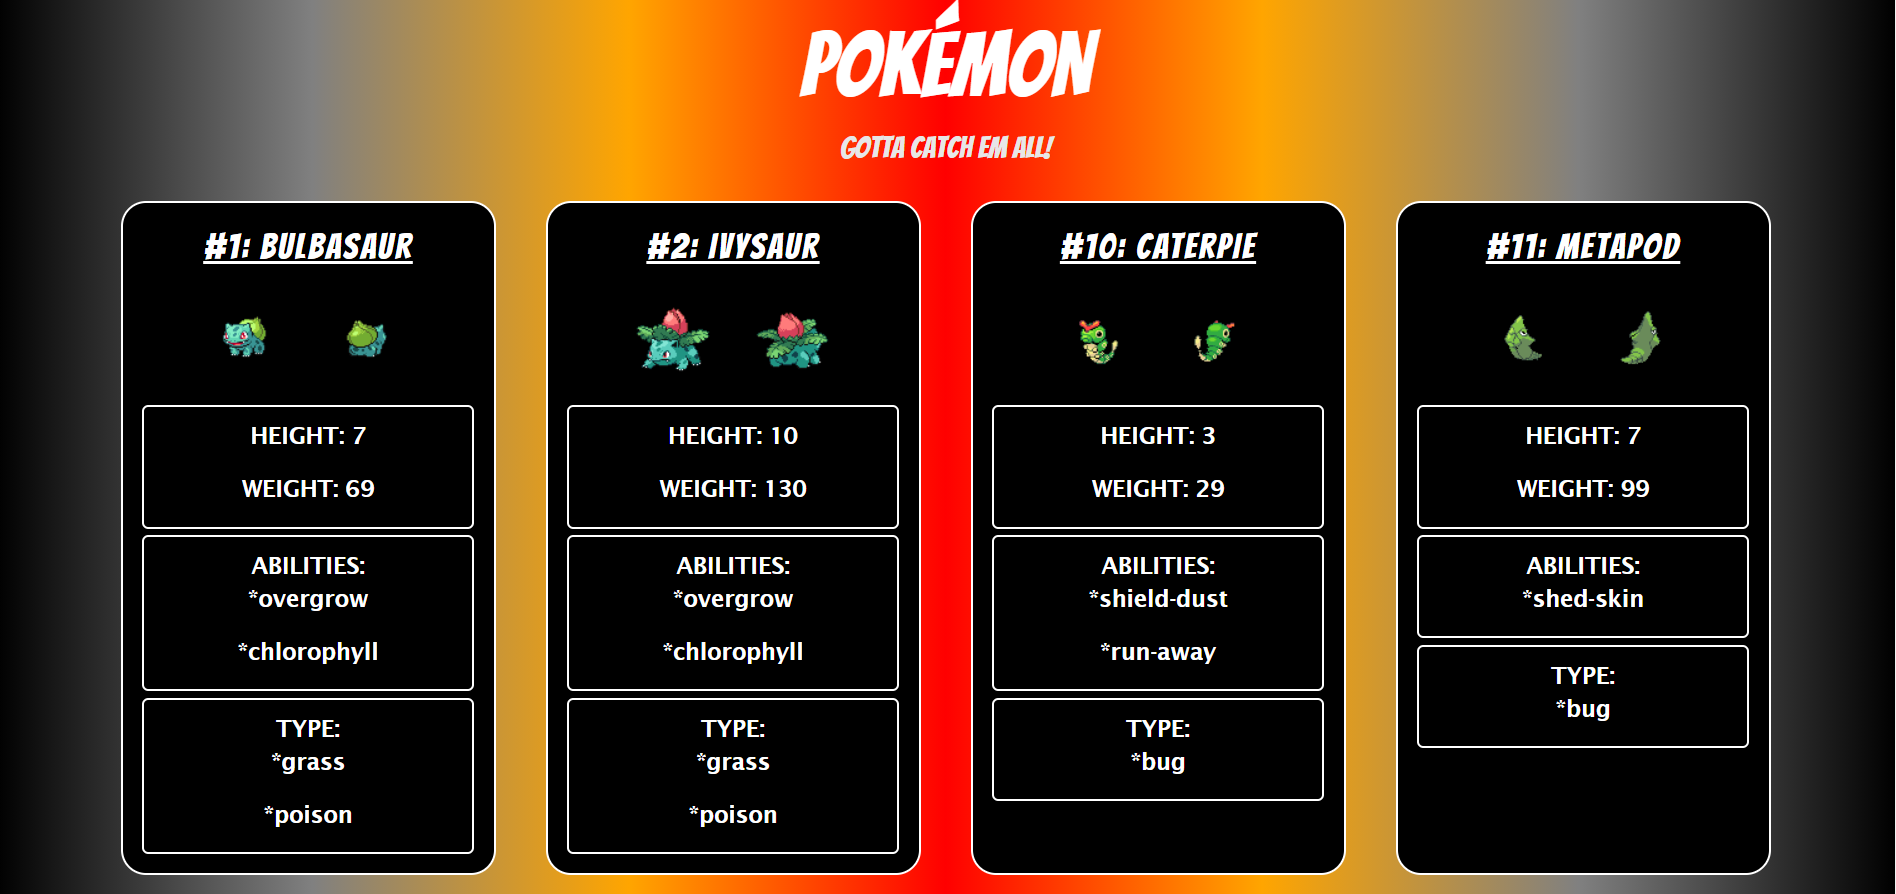 POKÉMON
GOTTA CATCH EM ALL!
#1: BULBASAUR
HEIGHT: 7
WEIGHT: 69
ABILITIES:
*overgrow
*chlorophyll
TYPE:
*grass
*poison
#2: IVYSAUR
HEIGHT: 10
WEIGHT: 130
ABILITIES:
*overgrow
*chlorophyll
TYPE:
*grass
*poison
#10: CATERPIE
HEIGHT: 3
WEIGHT: 29
ABILITIES:
*shield-dust
*run-away
TYPE:
*bug
#11: METAPOD
HEIGHT: 7
WEIGHT: 99
ABILITIES:
*shed-skin
TYPE:
*bug